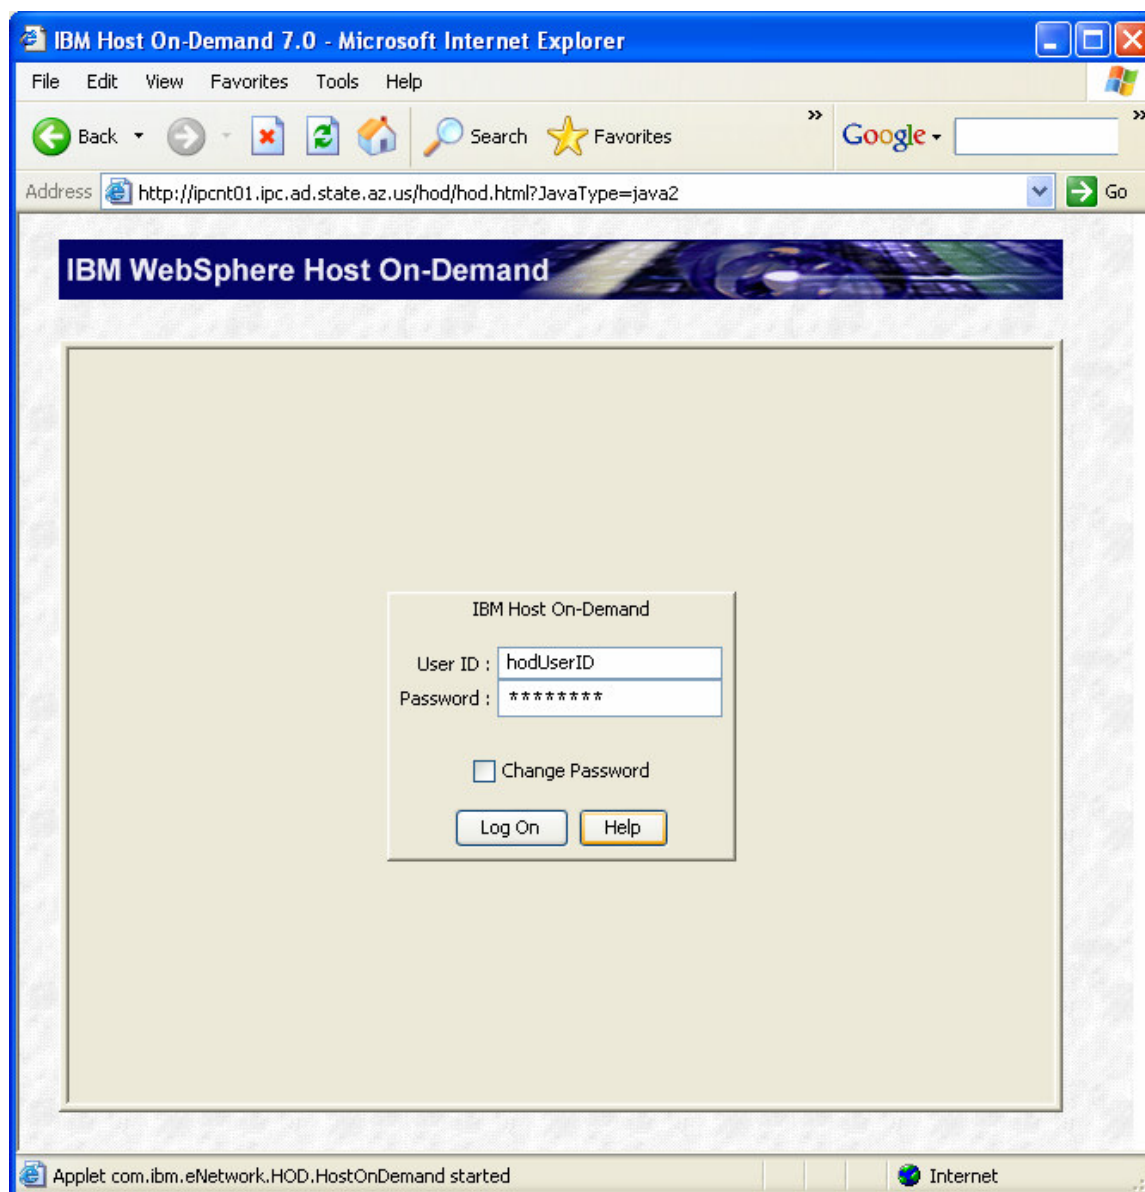 IBM Host On-Demand 7.0 - Microsoft Internet Explorer
File Edit View Favorites Tools Help
Back Search Favorites » Google »
Address http://ipcnt01.ipc.ad.state.az.us/hod/hod.html?JavaType=java2 Go
IBM WebSphere Host On-Demand
IBM Host On-Demand
User ID : hodUserID
Password : ********
Change Password
Log On Help
Applet com.ibm.eNetwork.HOD.HostOnDemand started Internet